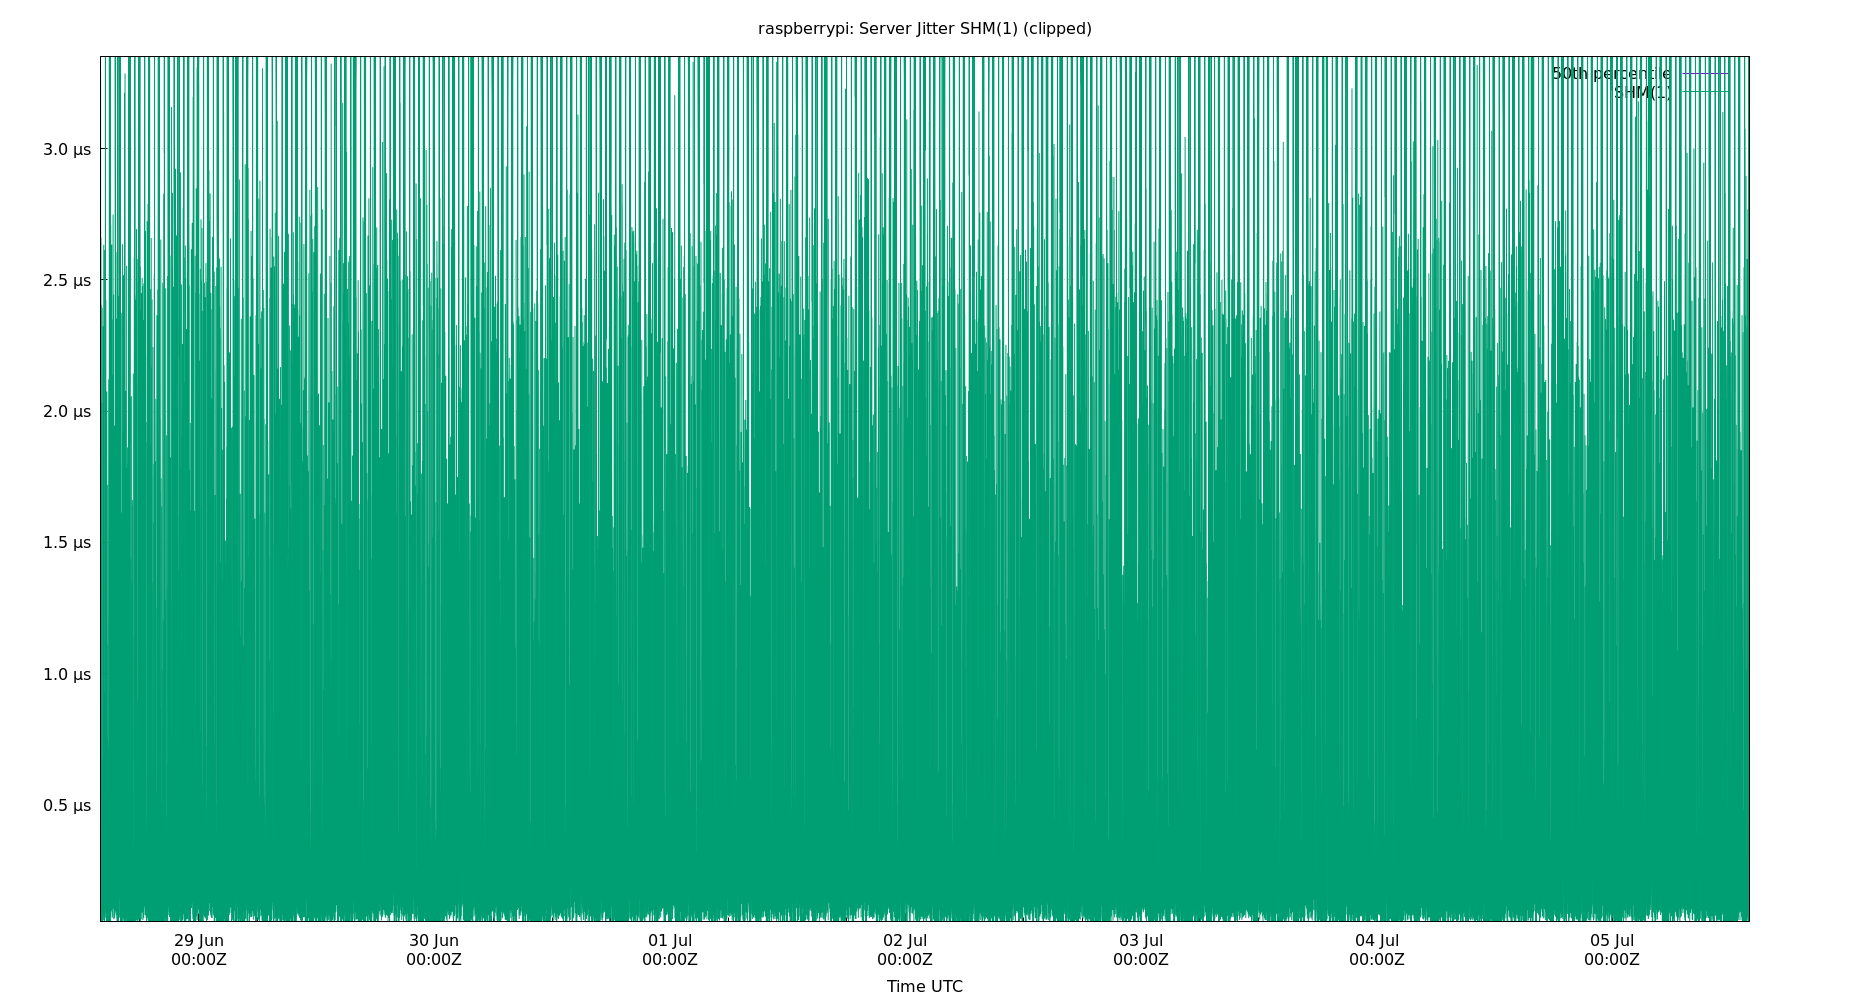 raspberrypi: Server Jitter SHM(1) (clipped)
50th percentile
SHM(1)
3.0 µs
2.5 µs
2.0 µs
1.5 µs
1.0 µs
0.5 µs
29 Jun 30 Jun 01 Jul 02 Jul 03 Jul 04 Jul 05 Jul
00:00Z 00:00Z 00:00Z 00:00Z 00:00Z 00:00Z 00:00Z
Time UTC